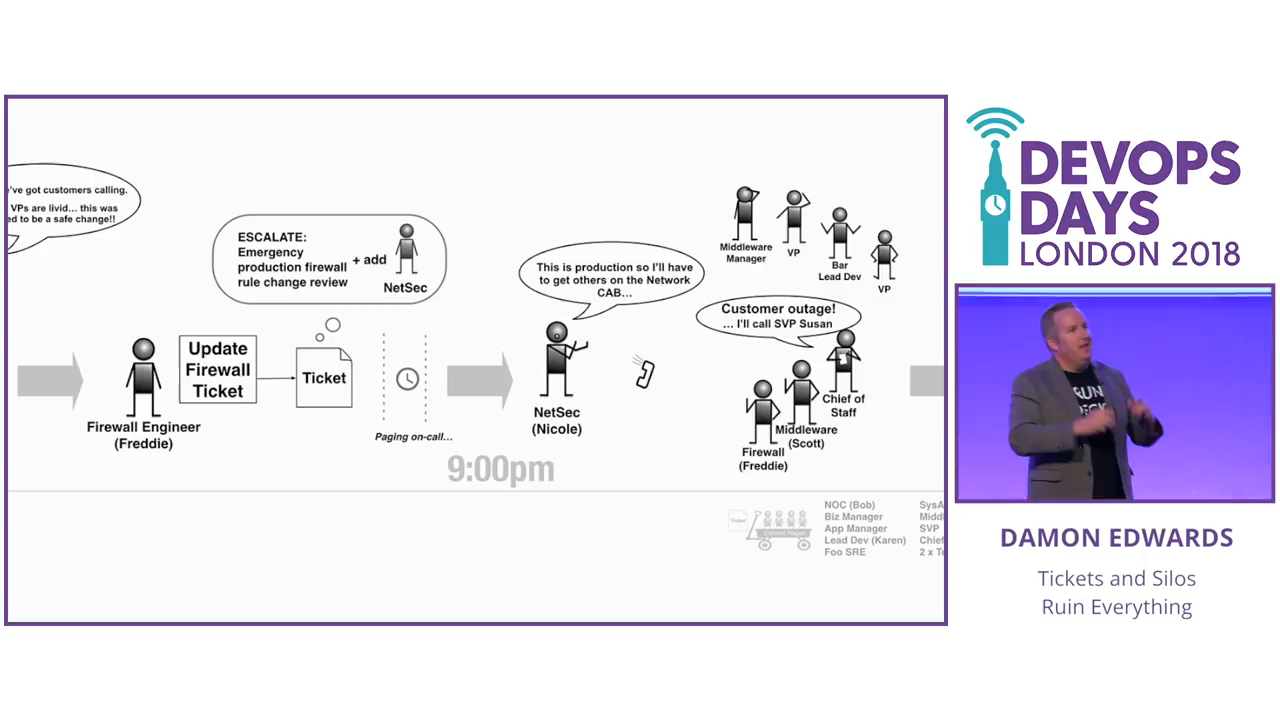 've got customers calling.
VPs are livid... this was
ed to be a safe change!!
ESCALATE:
Emergency
production firewall
rule change review
+ add
NetSec
Firewall Engineer
(Freddie)
Update
Firewall
Ticket
Ticket
Paging on-call...
9:00pm
This is production so I'll have
to get others on the Network
CAB...
NetSec
(Nicole)
Middleware
Manager
VP
Bar
Lead Dev
VP
Customer outage!
... I'll call SVP Susan
Chief of
Staff
Middleware
(Scott)
Firewall
(Freddie)
Ticket
NOC (Bob)
Biz Manager
App Manager
Lead Dev (Karen)
Foo SRE
SysA
Middl
SVP
Chief
2 x Te
DEVOPS
DAYS
LONDON 2018
DAMON EDWARDS
Tickets and Silos
Ruin Everything